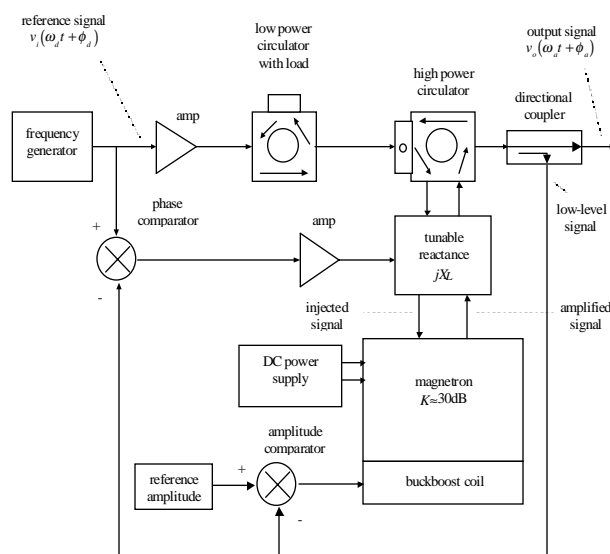 reference signal
v_i(ω_d t + ϕ_d)
low power
circulator
with load
output signal
v_o(ω_a t + ϕ_a)
high power
circulator
directional
coupler
amp
frequency
generator
low-level
signal
phase
comparator
+
-
amp
tunable
reactance
jX_L
injected
signal
amplified
signal
DC power
supply
magnetron
K≈30dB
amplitude
comparator
reference
amplitude
+
-
buckboost coil